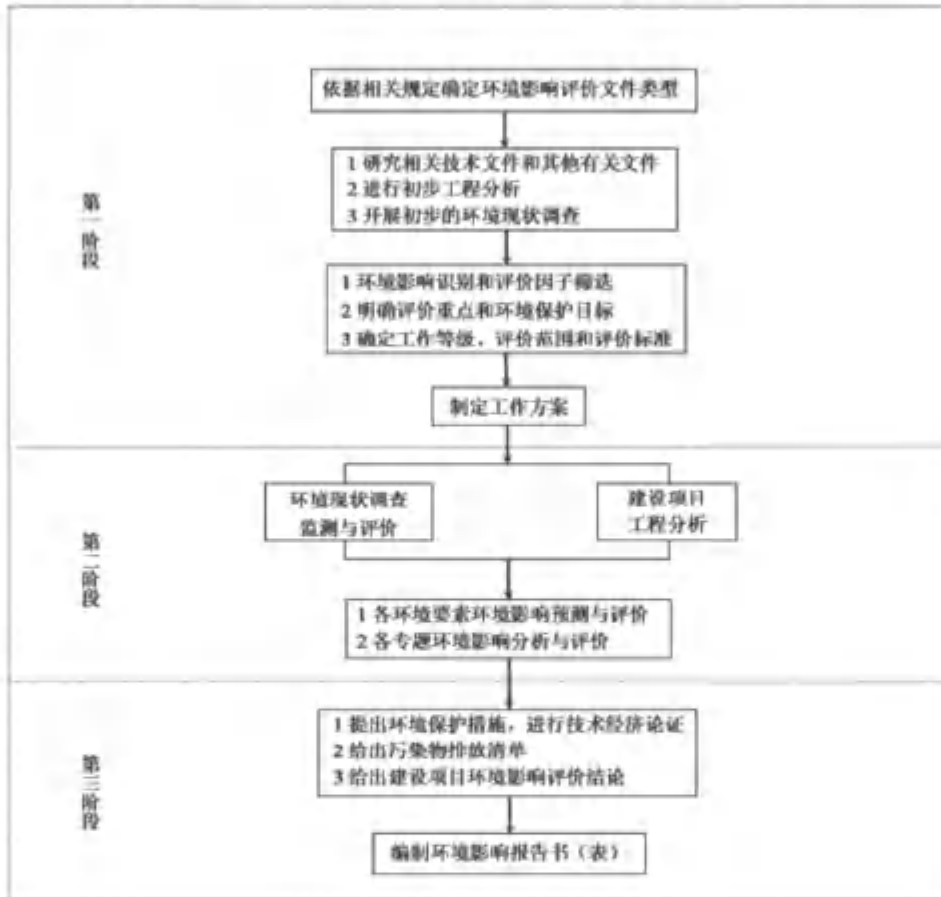 依据相关规定确定环境影响评价文件类型
1 研究相关技术文件和其他有关文件
2 进行初步工程分析
3 开展初步的环境现状调查
第一阶段
1 环境影响识别和评价因子筛选
2 明确评价重点和环境保护目标
3 确定工作等级、评价范围和评价标准
制定工作方案
环境现状调查
监测与评价
建设项目
工程分析
第二阶段
1 各环境要素环境影响预测与评价
2 各专题环境影响分析与评价
1 提出环境保护措施，进行技术经济论证
2 给出污染物排放清单
3 给出建设项目环境影响评价结论
第三阶段
编制环境影响报告书（表）